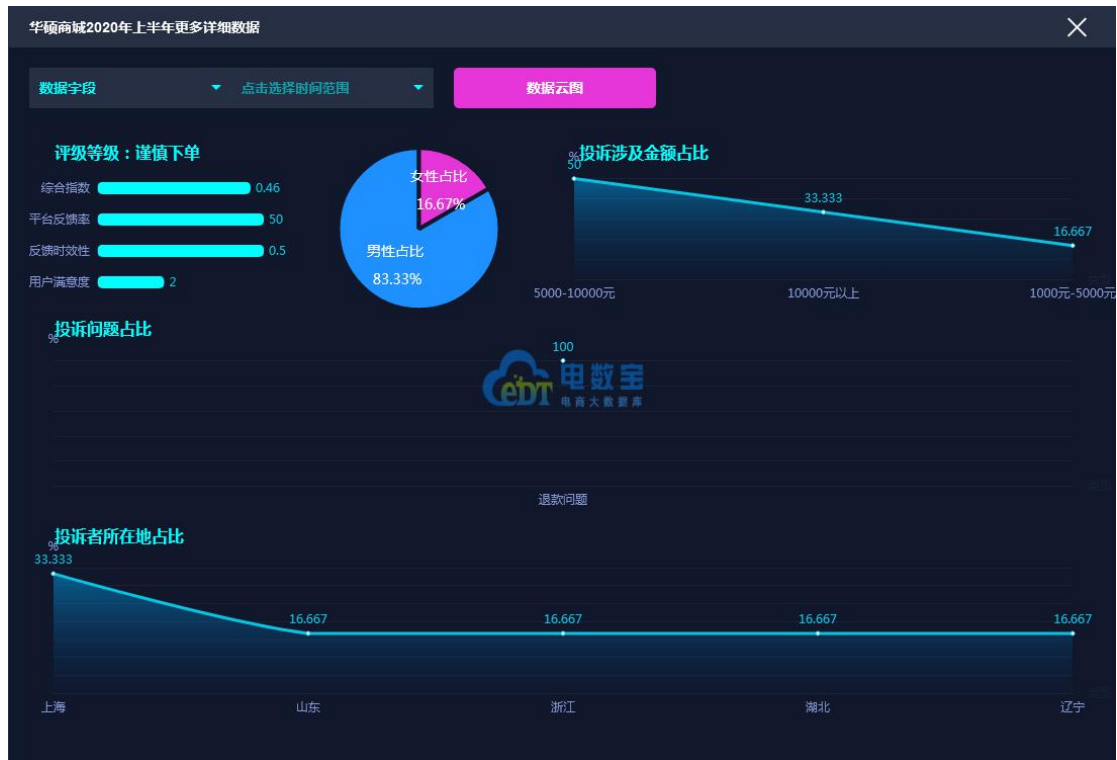 华硕商城2020年上半年更多详细数据
数据字段
点击选择时间范围
数据云图
评级等级：谨慎下单
综合指数 0.46
平台反馈率 50
反馈时效性 0.5
用户满意度 2
女性占比
16.67%
男性占比
83.33%
%
投诉涉及金额占比
50
33.333
16.667
5000-10000元
10000元以上
1000元-5000元
投诉问题占比
%
100
ebDT 电数宝
电商大数据库
退款问题
投诉者所在地占比
%
33.333
16.667
16.667
16.667
16.667
上海
山东
浙江
湖北
辽宁